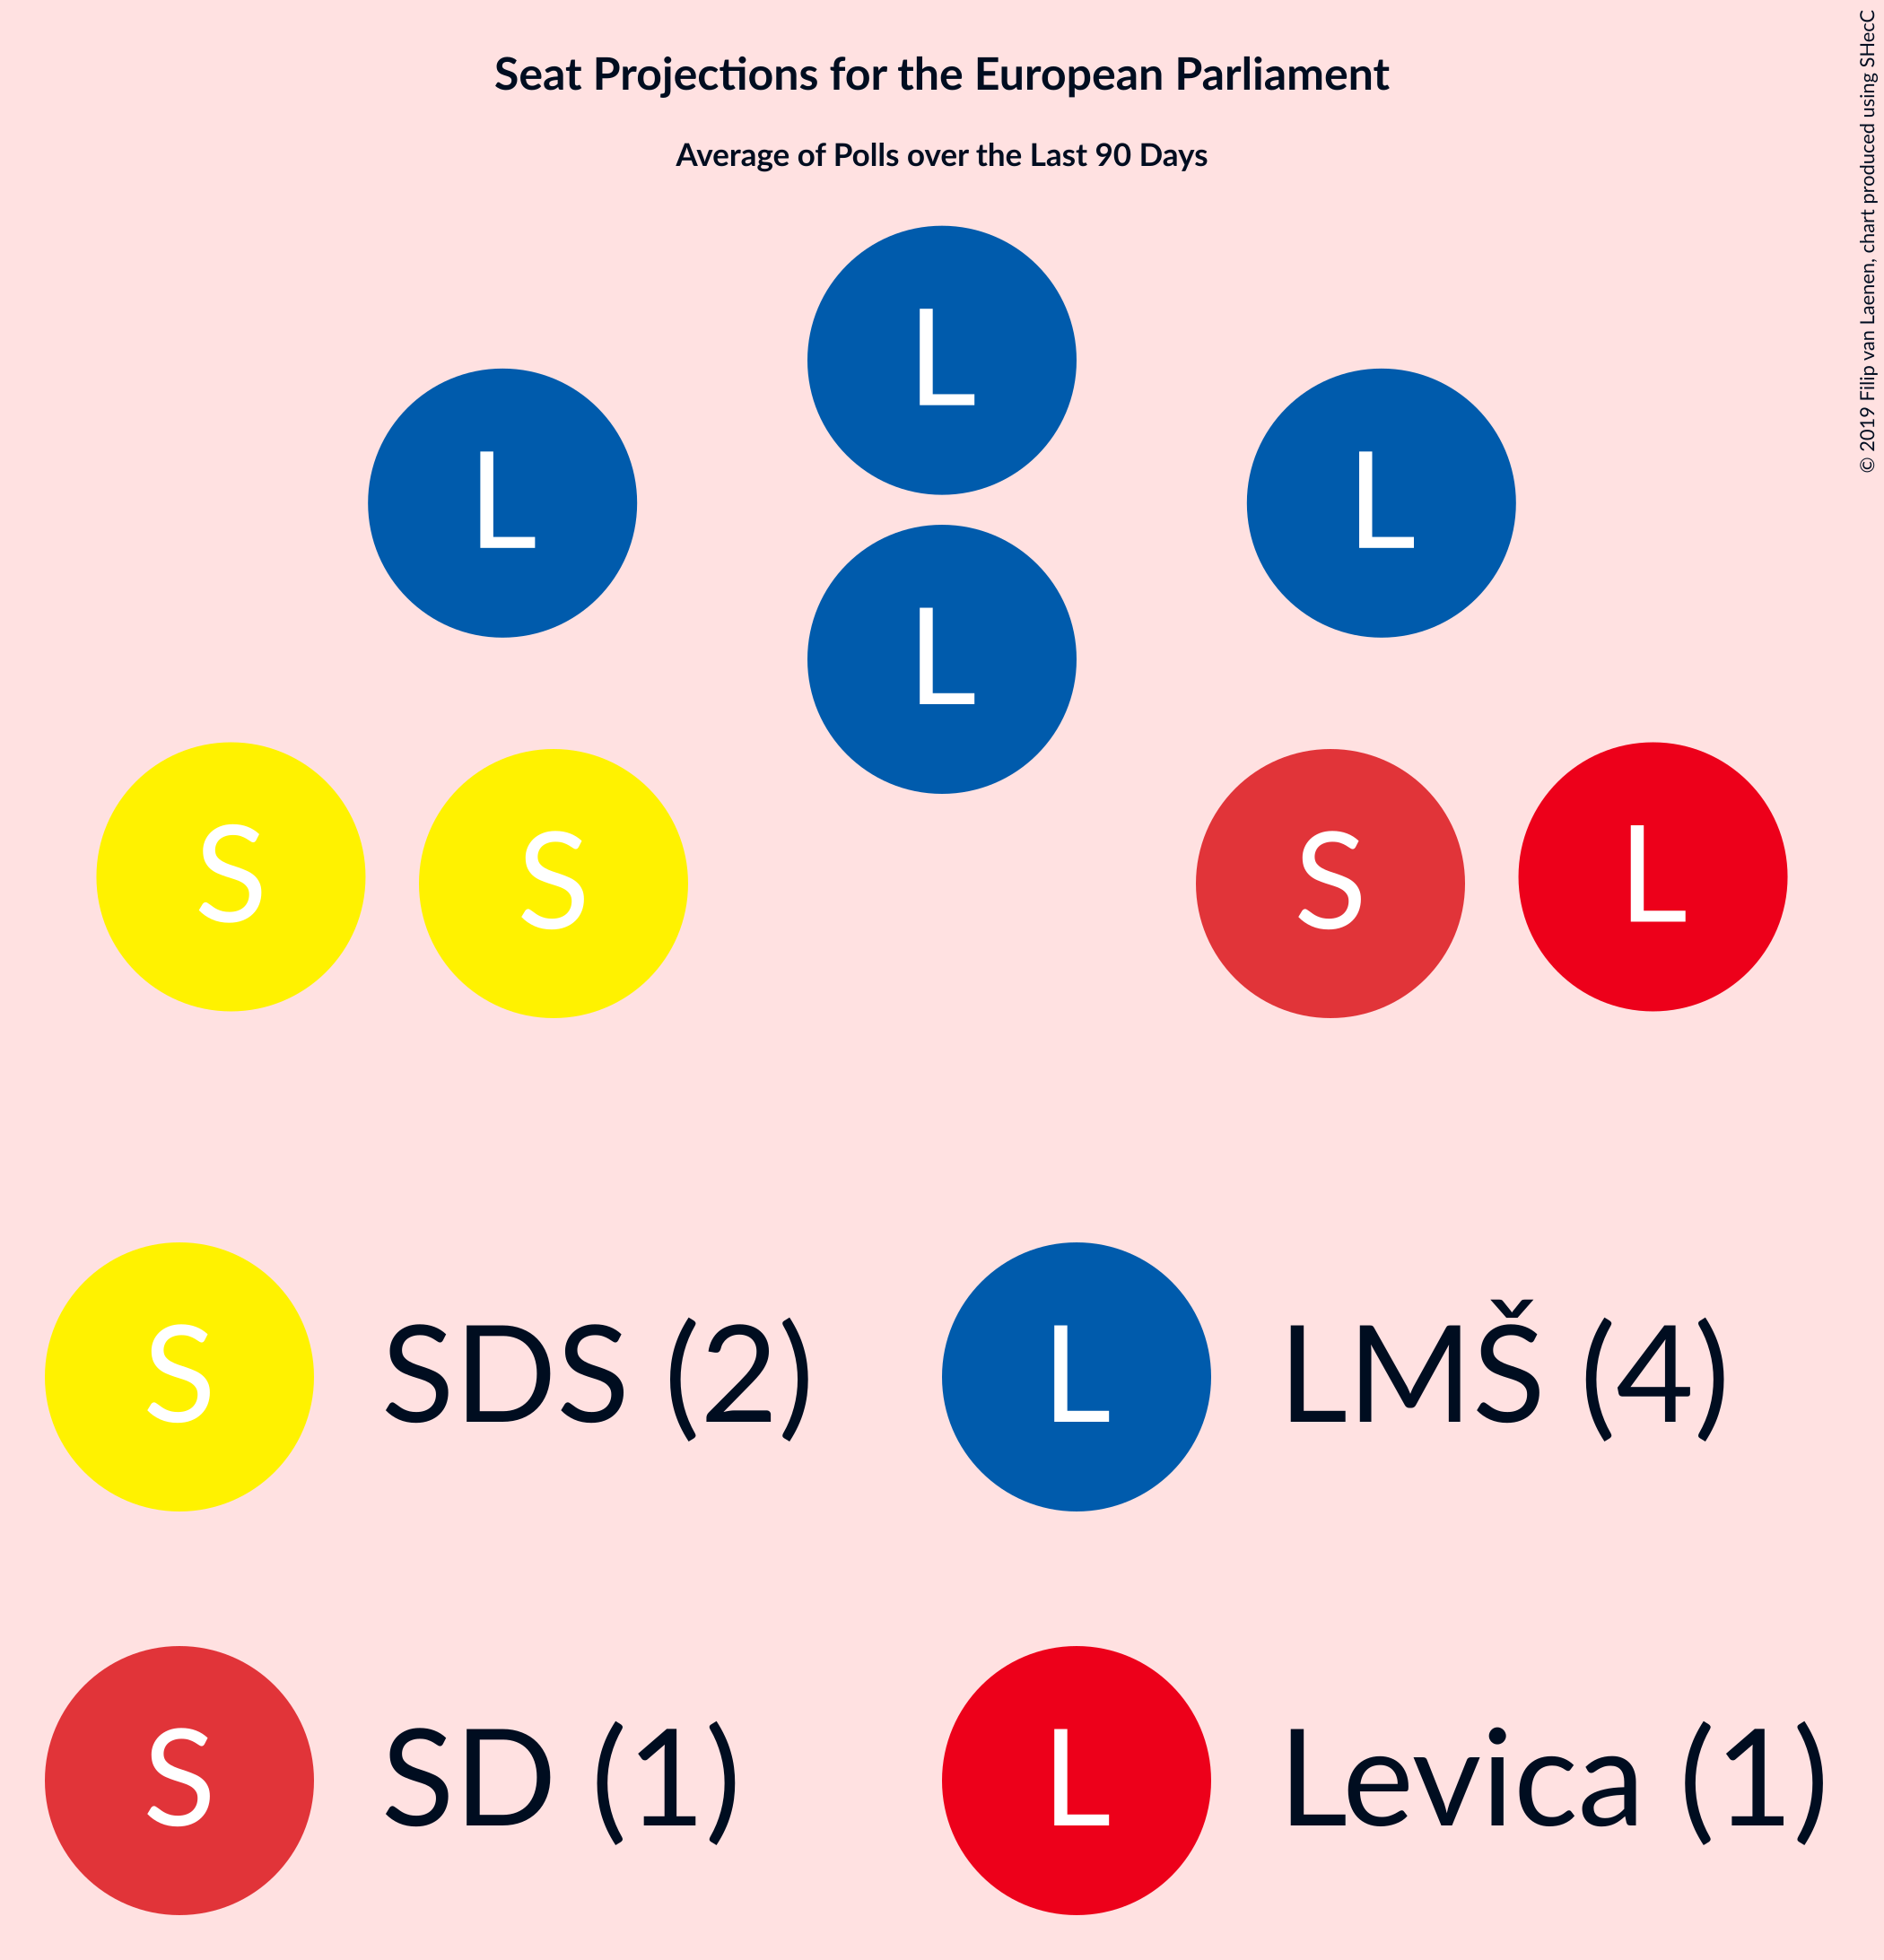 Seat Projections for the European Parliament
Average of Polls over the Last 90 Days
© 2019 Filip van Laenen, chart produced using SHecC
L
L
L
L
S
S
S
L
S SDS (2)
L LMŠ (4)
S SD (1)
L Levica (1)